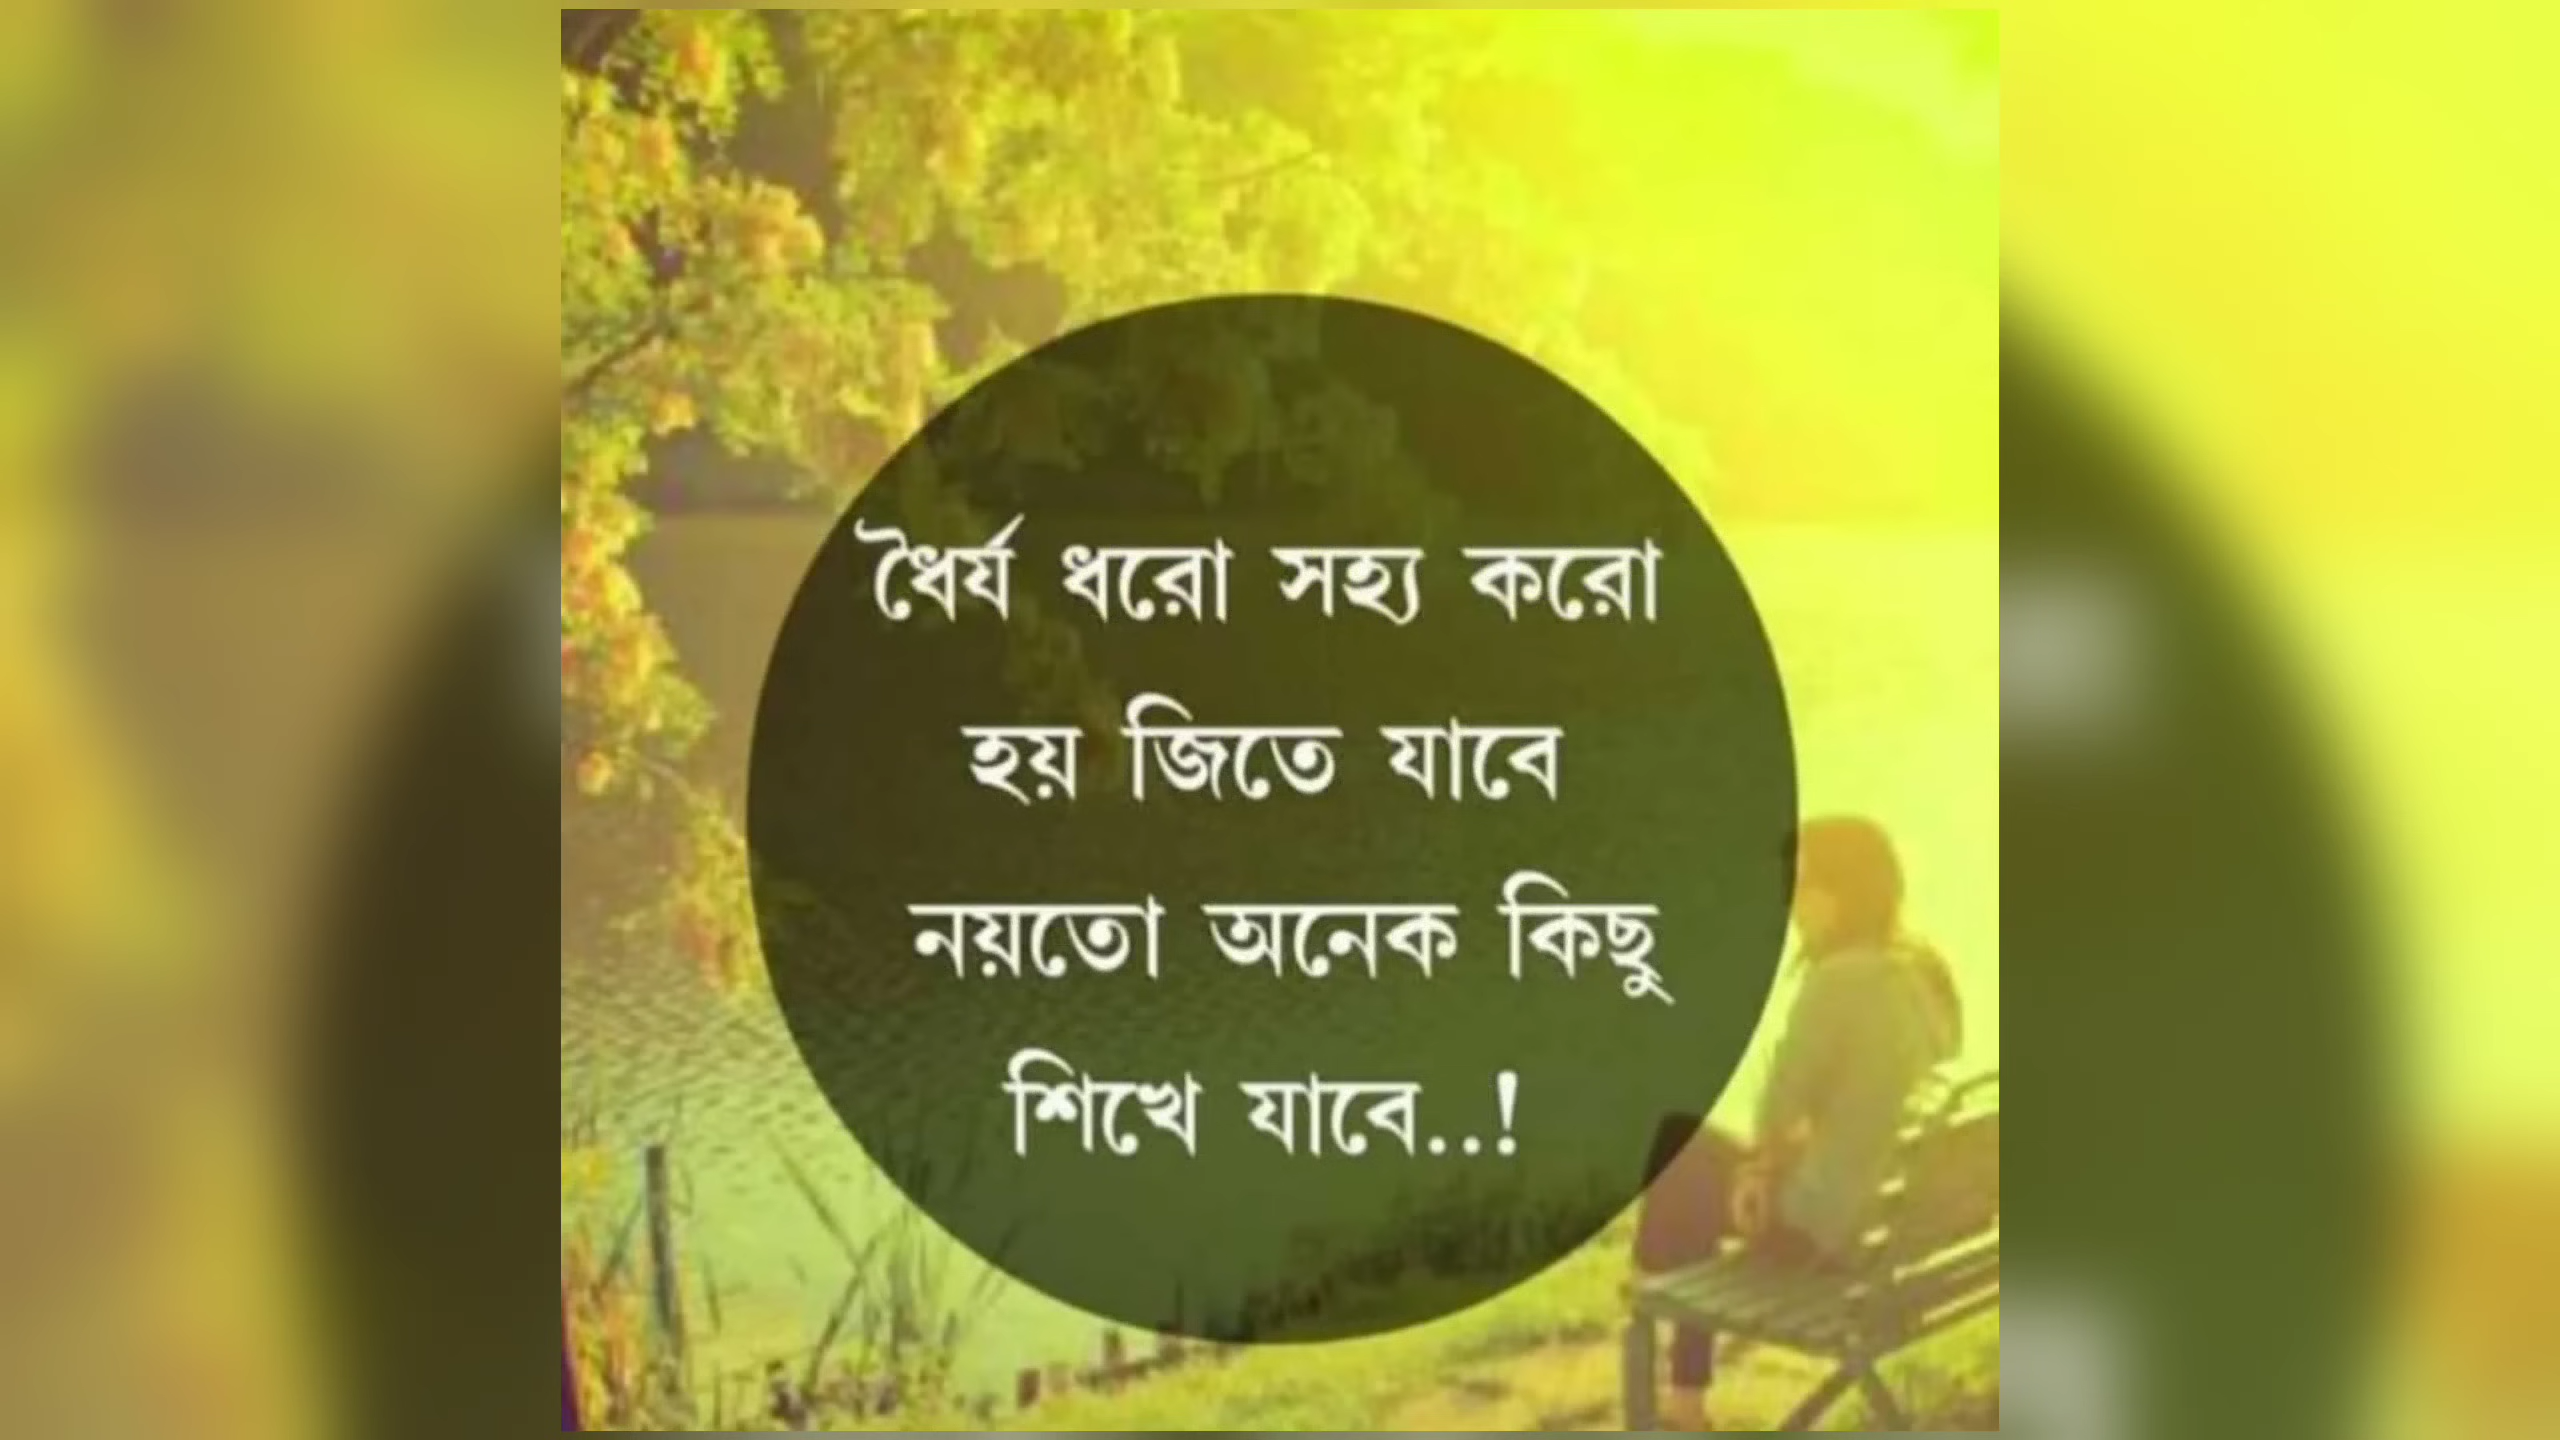 ধৈর্য ধরো সহ্য করো
হয় জিতে যাবে
নয়তো অনেক কিছু
শিখে যাবে..!